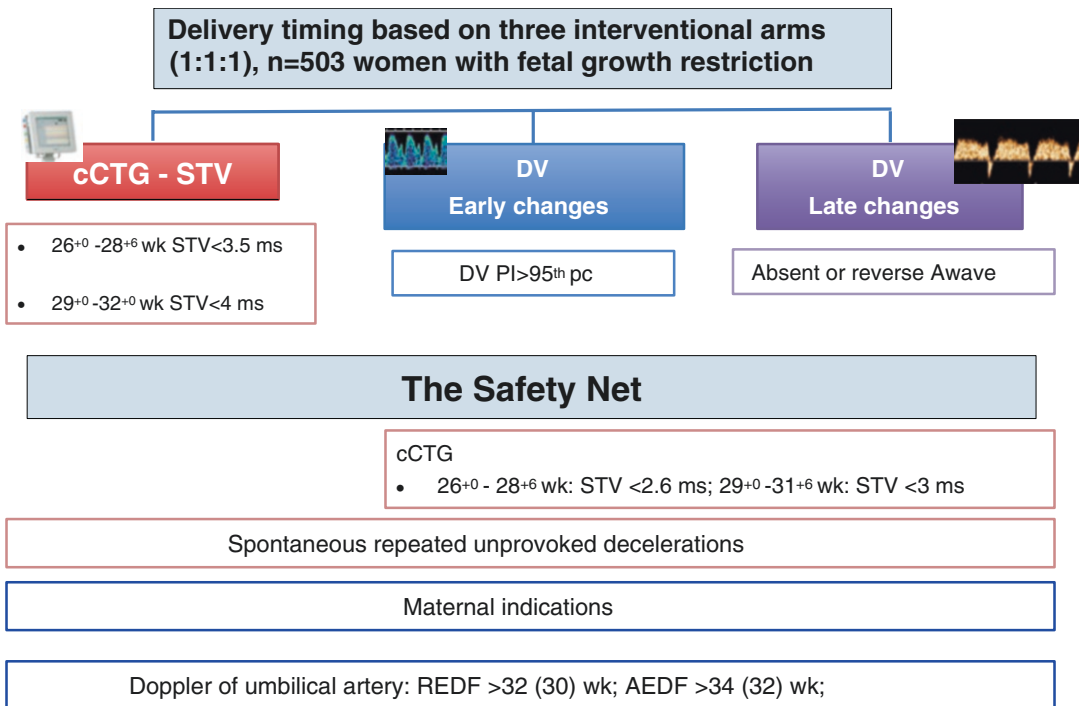 Delivery timing based on three interventional arms
(1:1:1), n=503 women with fetal growth restriction
cCTG - STV
DV
Early changes
DV
Late changes
• 26⁺⁰ -28⁺⁶ wk STV<3.5 ms
• 29⁺⁰ -32⁺⁰ wk STV<4 ms
DV PI>95ᵗʰ pc
Absent or reverse Awave
The Safety Net
cCTG
• 26⁺⁰ - 28⁺⁶ wk: STV <2.6 ms; 29⁺⁰ -31⁺⁶ wk: STV <3 ms
Spontaneous repeated unprovoked decelerations
Maternal indications
Doppler of umbilical artery: REDF >32 (30) wk; AEDF >34 (32) wk;